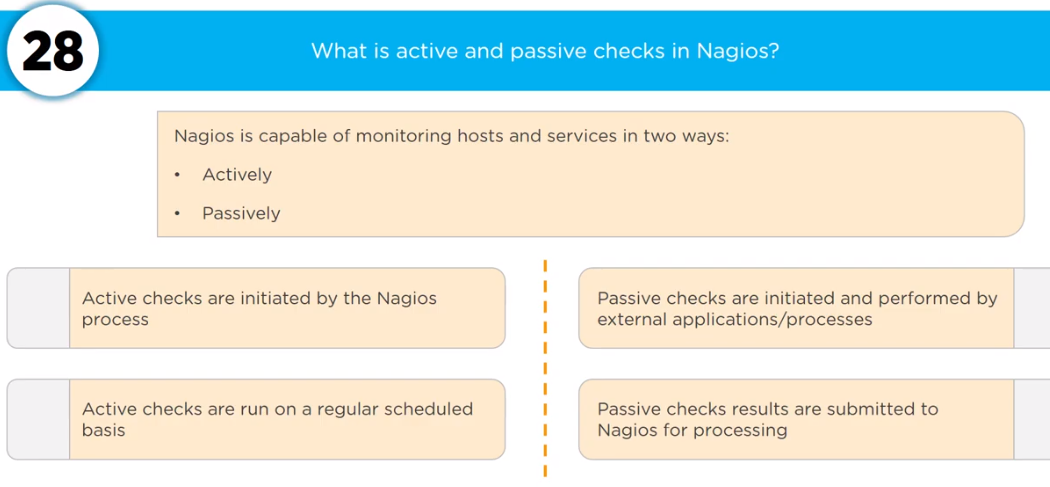 28
What is active and passive checks in Nagios?
Nagios is capable of monitoring hosts and services in two ways:
• Actively
• Passively
Active checks are initiated by the Nagios
process
Active checks are run on a regular scheduled
basis
Passive checks are initiated and performed by
external applications/processes
Passive checks results are submitted to
Nagios for processing